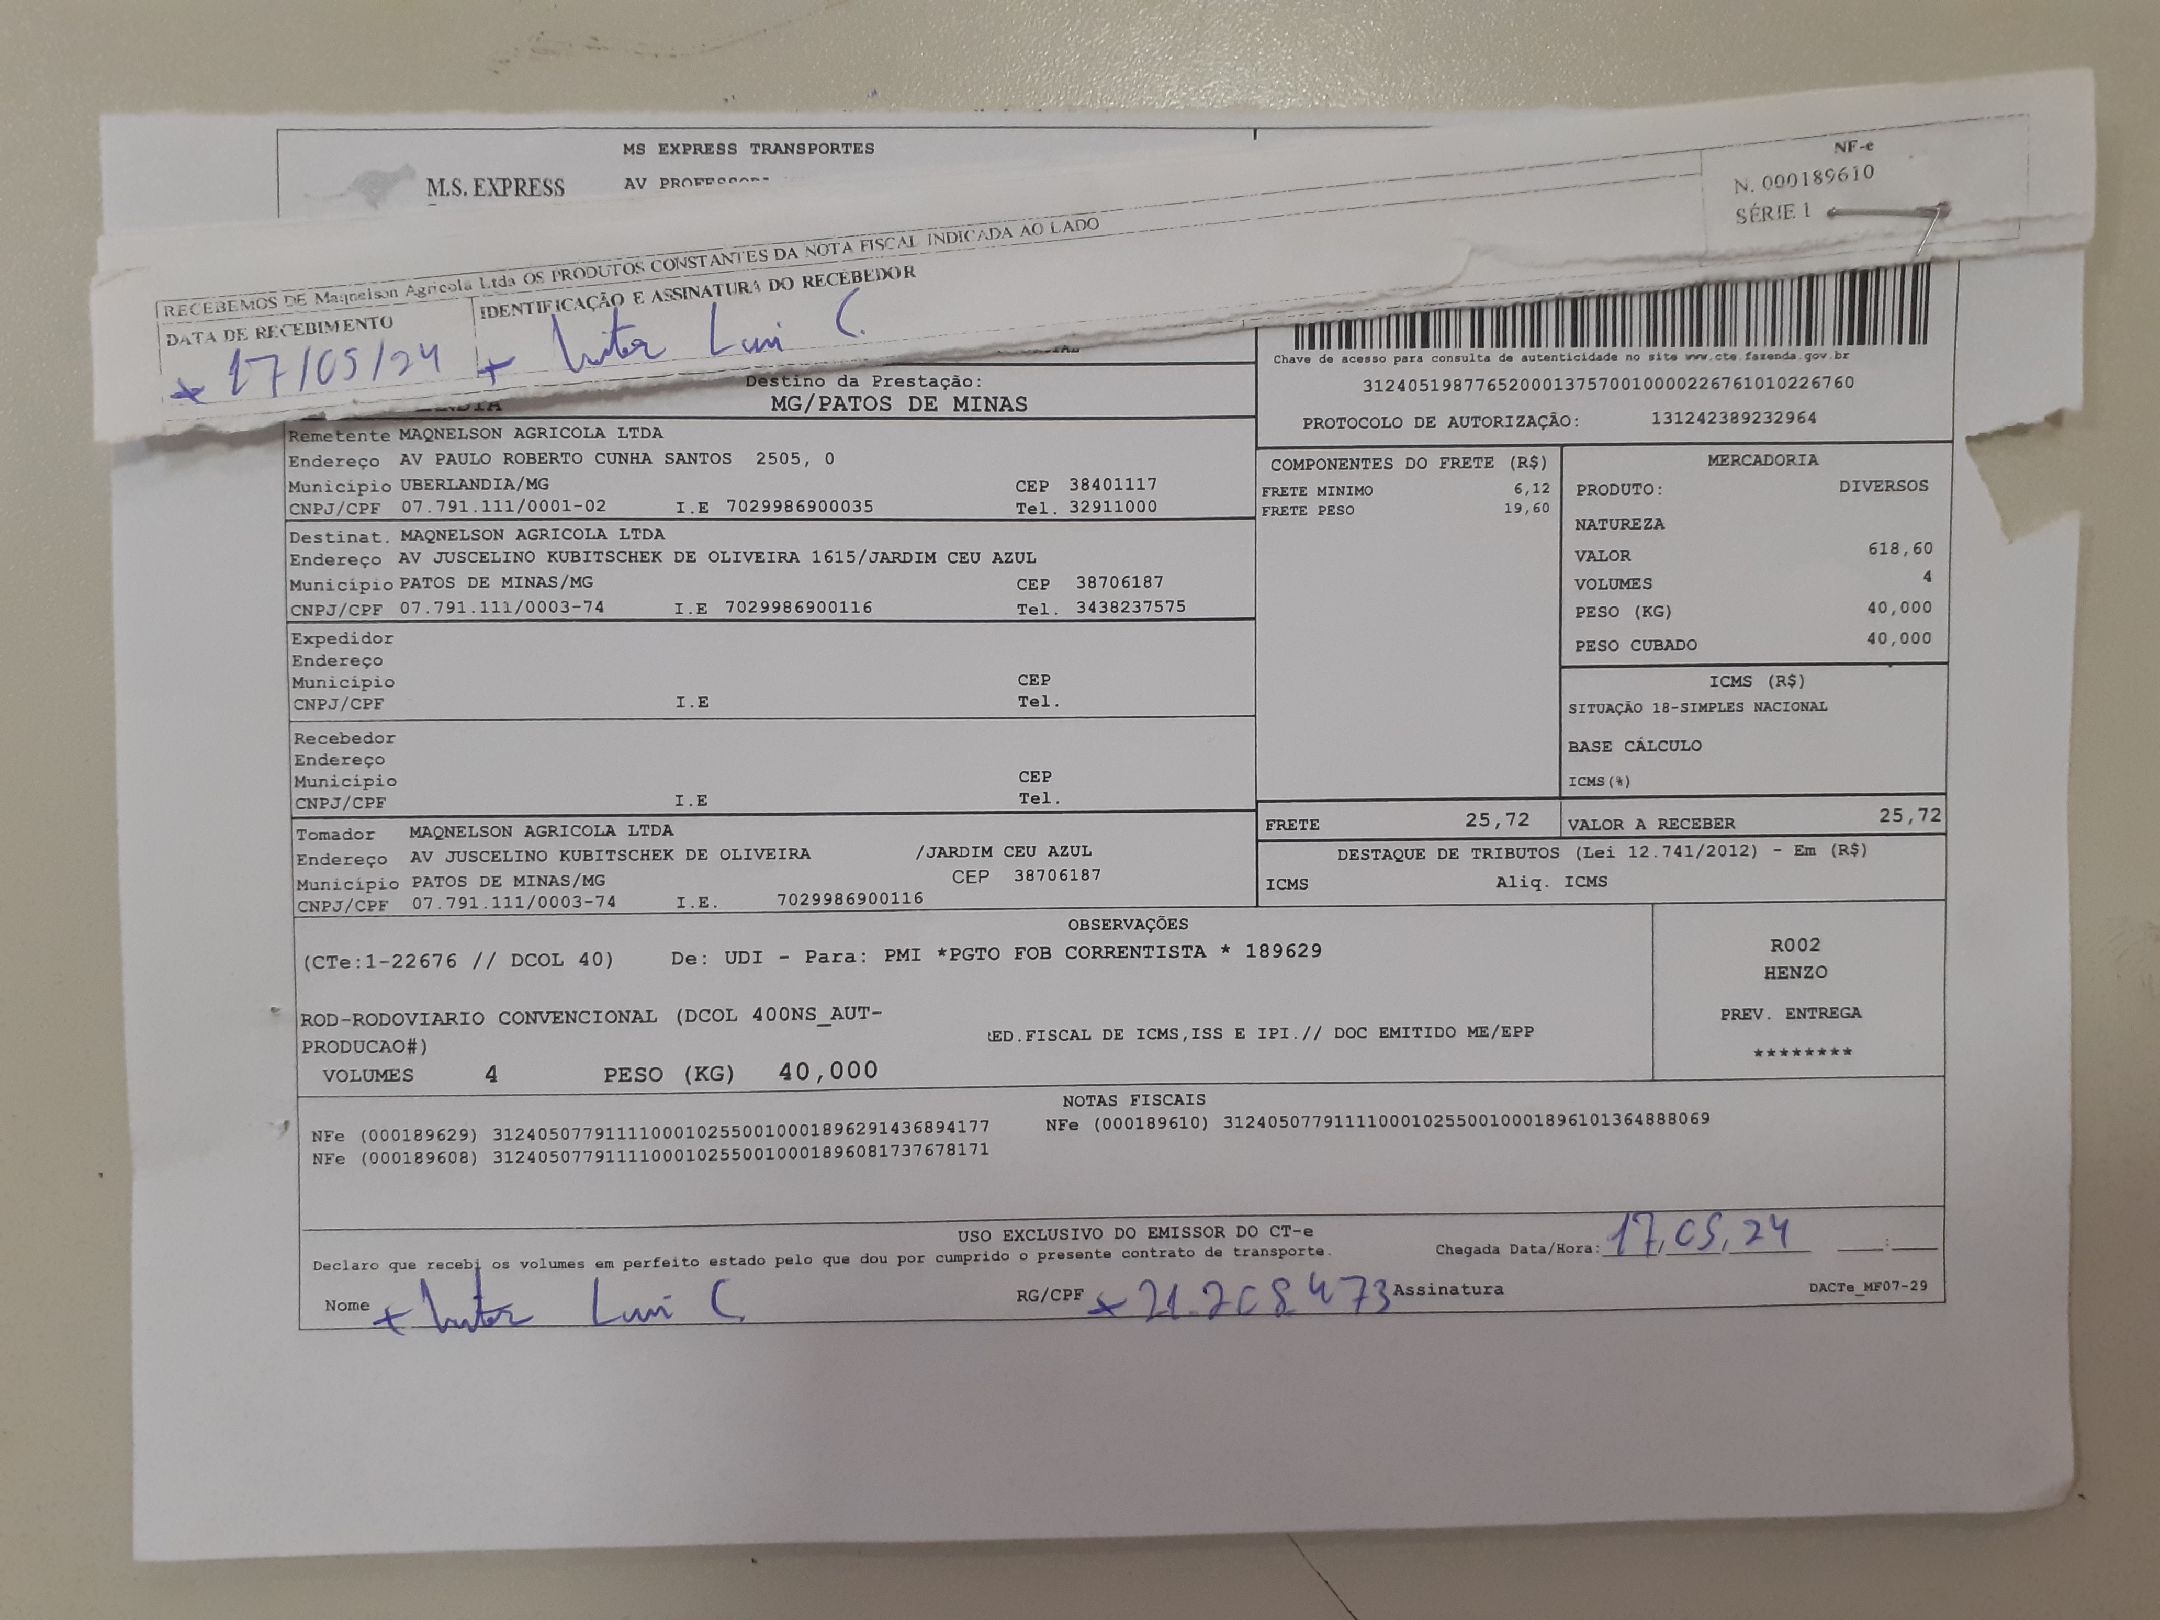 MS EXPRESS TRANSPORTES
M.S. EXPRESS
AV
NF-e
N. 000189610
SÉRIE 1
RECEBEMOS DE Maqnelson Agricola Ltda OS PRODUTOS CONSTANTES DA NOTA FISCAL INDICADA AO LADO
DATA DE RECEBIMENTO
IDENTIFICAÇÃO E ASSINATURA DO RECEBEDOR
17/05/24
Luis C.
Chave de acesso para consulta de autenticidade no site www.cte.fazenda.gov.br
31240519877652000137570010000226761010226760
PROTOCOLO DE AUTORIZAÇÃO: 131242389232964
Destino da Prestação:
MG/PATOS DE MINAS
Remetente MAQNELSON AGRICOLA LTDA
Endereço AV PAULO ROBERTO CUNHA SANTOS 2505, 0
Município UBERLANDIA/MG CEP 38401117
CNPJ/CPF 07.791.111/0001-02 I.E 7029986900035 Tel. 32911000
Destinat. MAQNELSON AGRICOLA LTDA
Endereço AV JUSCELINO KUBITSCHEK DE OLIVEIRA 1615/JARDIM CEU AZUL
Município PATOS DE MINAS/MG CEP 38706187
CNPJ/CPF 07.791.111/0003-74 I.E 7029986900116 Tel. 3438237575
Expedidor
Endereço
Município CEP
CNPJ/CPF I.E Tel.
Recebedor
Endereço
Município CEP
CNPJ/CPF I.E Tel.
Tomador MAQNELSON AGRICOLA LTDA
Endereço AV JUSCELINO KUBITSCHEK DE OLIVEIRA /JARDIM CEU AZUL
Município PATOS DE MINAS/MG CEP 38706187
CNPJ/CPF 07.791.111/0003-74 I.E. 7029986900116
COMPONENTES DO FRETE (R$)
FRETE MINIMO 6,12
FRETE PESO 19,60
MERCADORIA
PRODUTO: DIVERSOS
NATUREZA
VALOR 618,60
VOLUMES 4
PESO (KG) 40,000
PESO CUBADO 40,000
ICMS (R$)
SITUAÇÃO 18-SIMPLES NACIONAL
BASE CÁLCULO
ICMS(%)
FRETE 25,72 VALOR A RECEBER 25,72
DESTAQUE DE TRIBUTOS (Lei 12.741/2012) - Em (R$)
ICMS Aliq. ICMS
OBSERVAÇÕES
(CTe:1-22676 // DCOL 40) De: UDI - Para: PMI *PGTO FOB CORRENTISTA * 189629
ROD-RODOVIARIO CONVENCIONAL (DCOL 400NS_AUT-
PRODUCAO#)
ED.FISCAL DE ICMS,ISS E IPI.// DOC EMITIDO ME/EPP
VOLUMES 4 PESO (KG) 40,000
R002
HENZO
PREV. ENTREGA
********
NOTAS FISCAIS
NFe (000189629) 31240507791111000102550010001896291436894177 NFe (000189610) 31240507791111000102550010001896101364888069
NFe (000189608) 31240507791111000102550010001896081737678171
USO EXCLUSIVO DO EMISSOR DO CT-e
Declaro que recebi os volumes em perfeito estado pelo que dou por cumprido o presente contrato de transporte. Chegada Data/Hora: 17,05,24 :
Nome Luis C. RG/CPF 21.208473 Assinatura DACTe_MF07-29